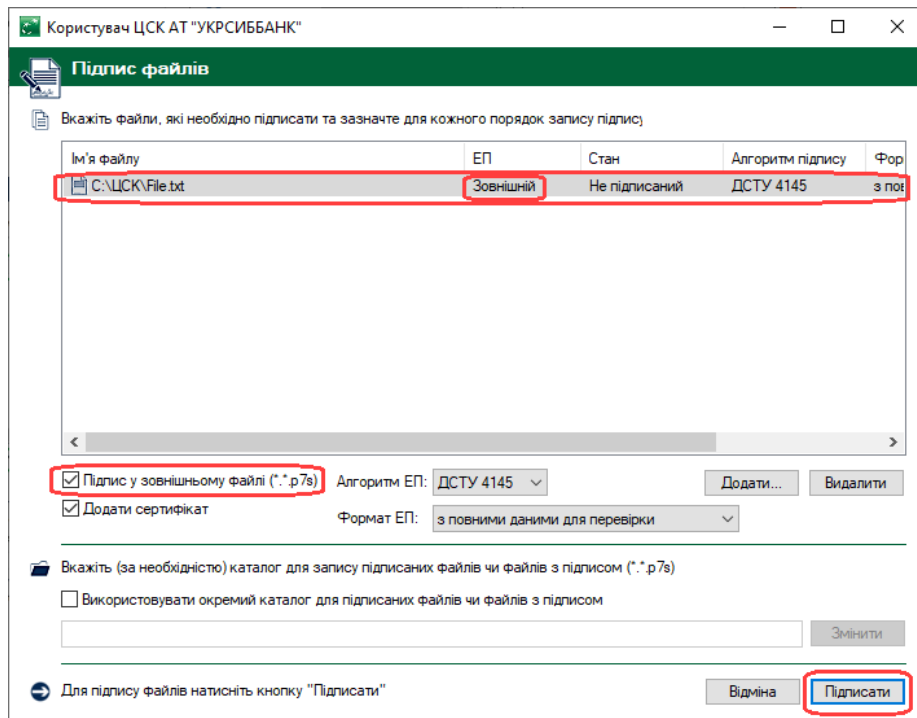 Користувач ЦСК АТ "УКРСИББАНК"
Підпис файлів
Вкажіть файли, які необхідно підписати та зазначте для кожного порядок запису підпису
Ім'я файлу ЕП Стан Алгоритм підпису Фор
C:\ЦСК\File.txt Зовнішній Не підписаний ДСТУ 4145 з пов
Підпис у зовнішньому файлі (*.*.p7s) Алгоритм ЕП: ДСТУ 4145 Додати... Видалити
Додати сертифікат Формат ЕП: з повними даними для перевірки
Вкажіть (за необхідністю) каталог для запису підписаних файлів чи файлів з підписом (*.*.p7s)
Використовувати окремий каталог для підписаних файлів чи файлів з підписом
Змінити
Для підпису файлів натисніть кнопку "Підписати" Відміна Підписати